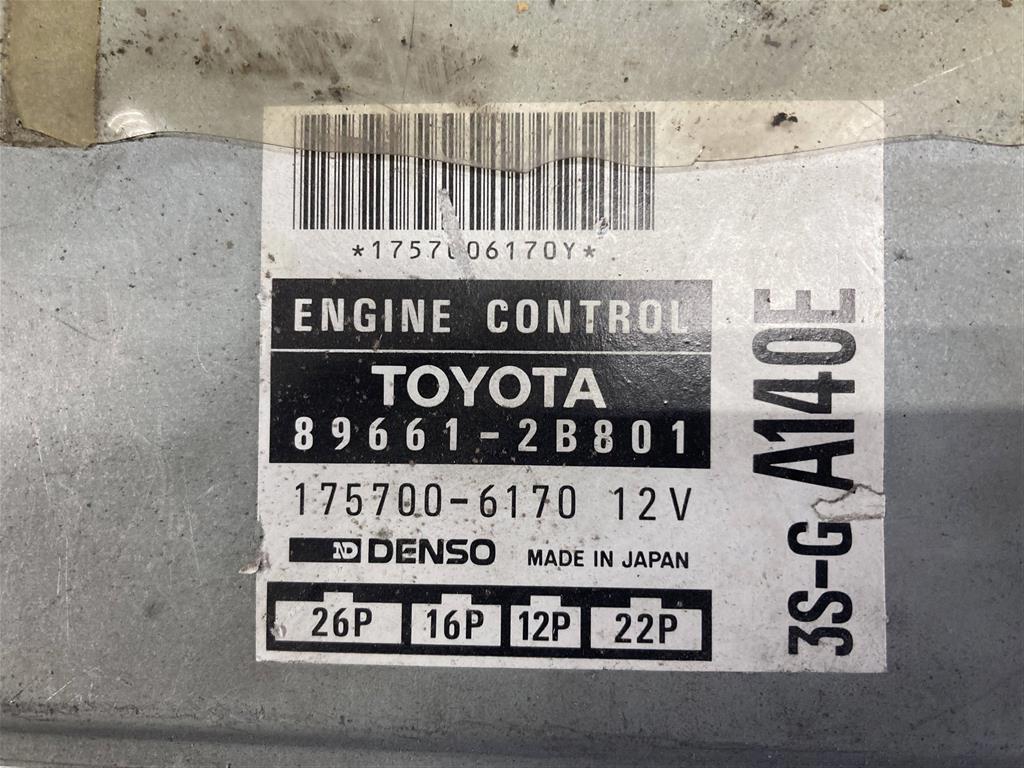 *1757006170Y*
ENGINE CONTROL
TOYOTA
89661-2B801
175700-6170 12V
ND DENSO MADE IN JAPAN
26P 16P 12P 22P
3S-G A140E